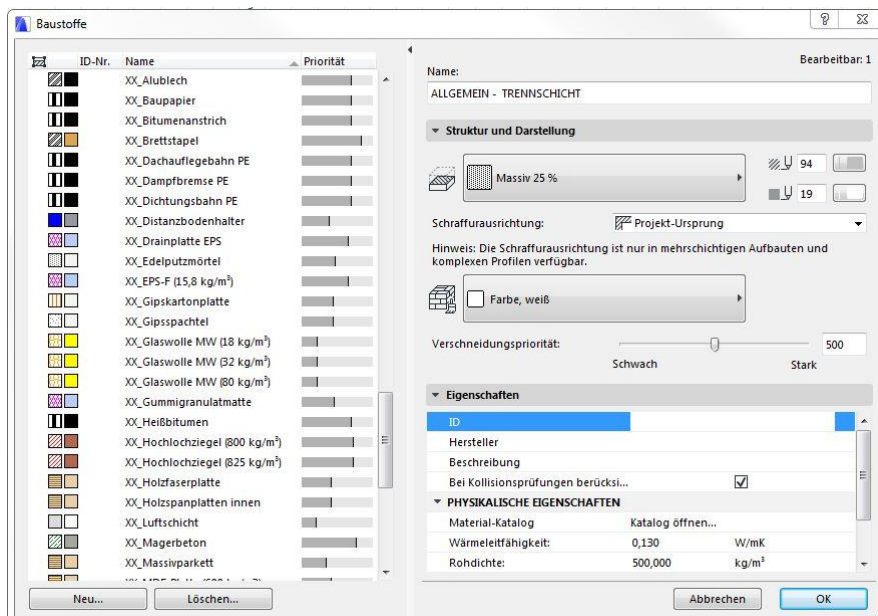 Baustoffe
ID-Nr. Name Priorität
XX_Alublech
XX_Baupapier
XX_Bitumenanstrich
XX_Brettstapel
XX_Dachauflegebahn PE
XX_Dampfbremse PE
XX_Dichtungsbahn PE
XX_Distanzbodenhalter
XX_Drainplatte EPS
XX_Edelputzmörtel
XX_EPS-F (15,8 kg/m³)
XX_Gipskartonplatte
XX_Gipsspachtel
XX_Glaswolle MW (18 kg/m³)
XX_Glaswolle MW (32 kg/m³)
XX_Glaswolle MW (80 kg/m³)
XX_Gummigranulatmatte
XX_Heißbitumen
XX_Hochlochziegel (800 kg/m³)
XX_Hochlochziegel (825 kg/m³)
XX_Holzfaserplatte
XX_Holzspanplatten innen
XX_Luftschicht
XX_Magerbeton
XX_Massivparkett
Neu...
Löschen...
Bearbeitbar: 1
Name:
ALLGEMEIN - TRENNSCHICHT
Struktur und Darstellung
Massiv 25 %
94
19
Schraffurausrichtung: Projekt-Ursprung
Hinweis: Die Schraffurausrichtung ist nur in mehrschichtigen Aufbauten und
komplexen Profilen verfügbar.
Farbe, weiß
Verschneidungspriorität: 500
Schwach Stark
Eigenschaften
ID
Hersteller
Beschreibung
Bei Kollisionsprüfungen berücksi...
PHYSIKALISCHE EIGENSCHAFTEN
Material-Katalog Katalog öffnen...
Wärmeleitfähigkeit: 0,130 W/mK
Rohdichte: 500,000 kg/m³
Abbrechen OK